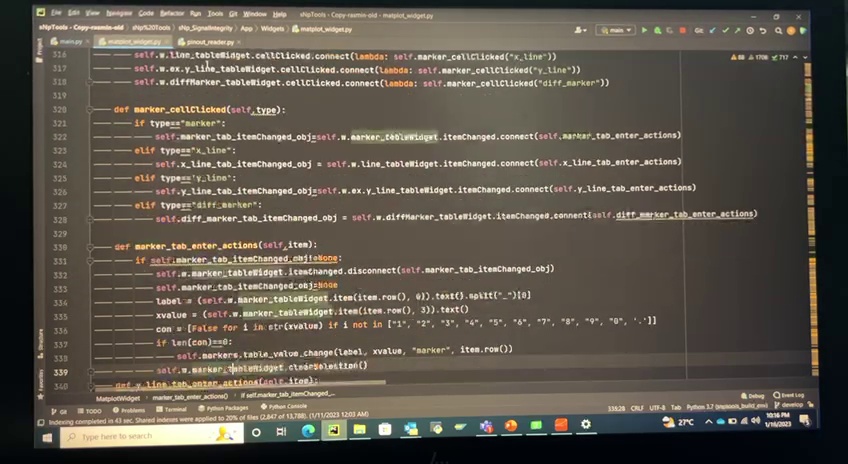 File Edit View Navigate Code Refactor Run Tools Git Window Help
sNpTools - Copy-rasmin-old - matplot_widget.py
sNpTools - Copy-rasmin-old
sNp%20Tools
sNp_SignalIntegrity
App
Widgets
matplot_widget.py
main
Git:
main.py
matplot_widget.py
pinout_reader.py
316 self.w.line_tableWidget.cellClicked.connect(lambda: self.marker_cellClicked("x_line"))
317 self.w.ex.y_line_tableWidget.cellClicked.connect(lambda: self.marker_cellClicked("y_line"))
318 self.w.diffMarker_tableWidget.cellClicked.connect(lambda: self.marker_cellClicked("diff_marker"))
319
320 def marker_cellClicked(self,type):
321 if type=="marker":
322 self.marker_tab_itemChanged_obj=self.w.marker_tableWidget.itemChanged.connect(self.marker_tab_enter_actions)
323 elif type=="x_line":
324 self.x_line_tab_itemChanged_obj = self.w.line_tableWidget.itemChanged.connect(self.x_line_tab_enter_actions)
325 elif type=="y_line":
326 self.y_line_tab_itemChanged_obj=self.w.ex.y_line_tableWidget.itemChanged.connect(self.y_line_tab_enter_actions)
327 elif type=="diff_marker":
328 self.diff_marker_tab_itemChanged_obj = self.w.diffMarker_tableWidget.itemChanged.connect(self.diff_marker_tab_enter_actions)
329
330 def marker_tab_enter_actions(self,item):
331 if self.marker_tab_itemChanged_obj!=None:
332 self.w.marker_tableWidget.itemChanged.disconnect(self.marker_tab_itemChanged_obj)
333 self.marker_tab_itemChanged_obj=None
334 label = (self.w.marker_tableWidget.item(item.row(), 0)).text().split("_")[0]
335 xvalue = (self.w.marker_tableWidget.item(item.row(), 3)).text()
336 con = [False for i in str(xvalue) if i not in ["1", "2", "3", "4", "5", "6", "7", "8", "9", "0", '.']]
337 if len(con)==0:
338 self.markers.table_value_change(label, xvalue, "marker", item.row())
339 self.w.marker_tableWidget.clearSelection()
340 def y_line_tab_enter_actions(self,item):
MatplotWidget
marker_tab_enter_actions()
if self.marker_tab_itemChanged_...
Git TODO Problems Terminal Python Packages Python Console
Debug Event Log
Indexing completed in 43 sec. Shared indexes were applied to 20% of files (2,847 of 13,788). (1/11/2023 12:03 AM)
339:28 CRLF UTF-8 Tab
develop
Type here to search
27°C
10:16 PM
1/16/2023
Project
Structure
Favorites